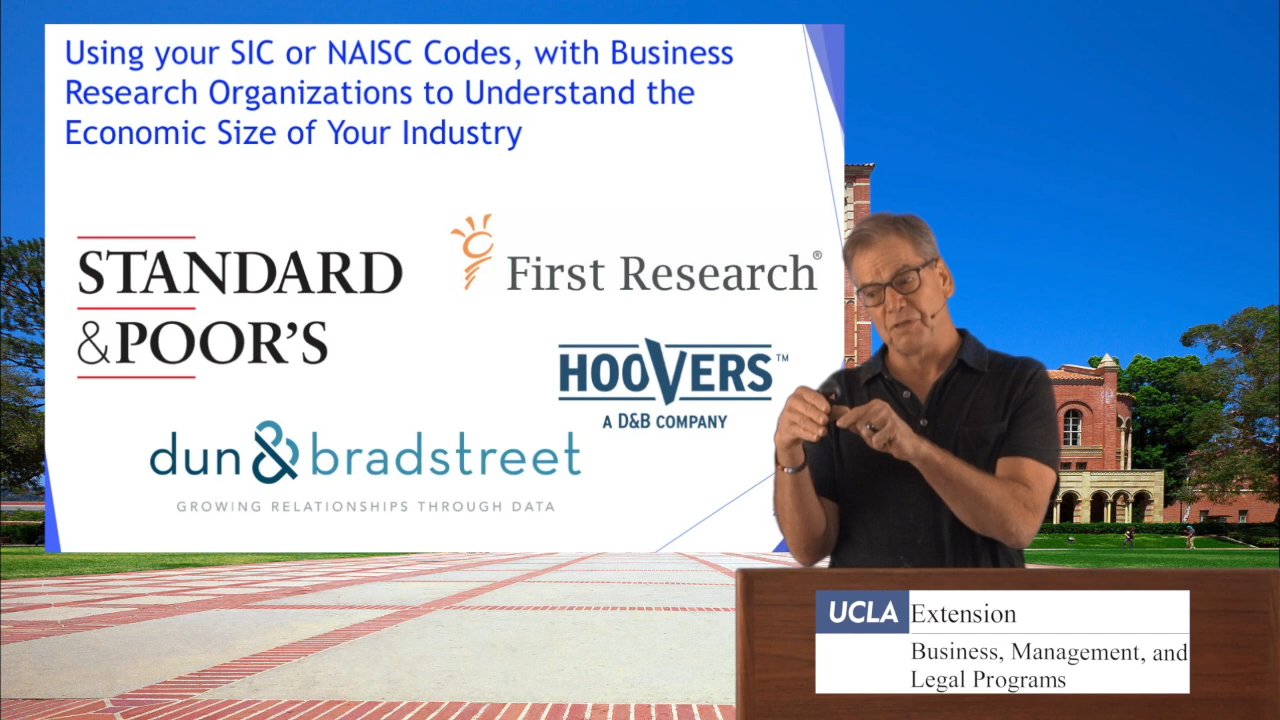 Using your SIC or NAISC Codes, with Business
Research Organizations to Understand the
Economic Size of Your Industry
STANDARD
&POOR'S
First Research®
HOOVERS™
A D&B COMPANY
dun&bradstreet
GROWING RELATIONSHIPS THROUGH DATA
UCLA Extension
Business, Management, and
Legal Programs